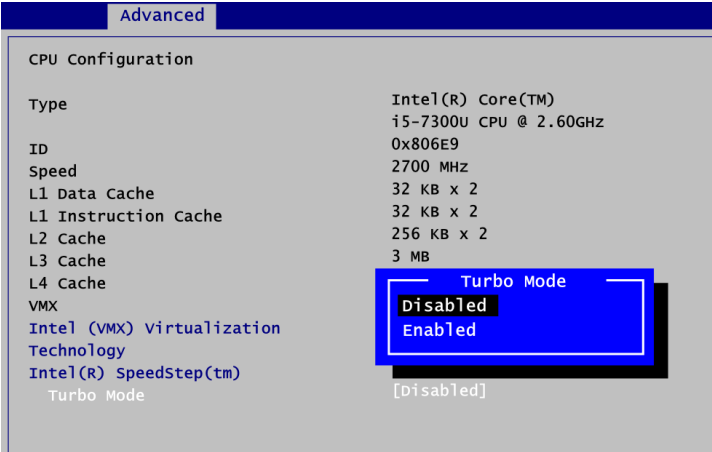 Advanced
CPU Configuration
Type Intel(R) Core(TM)
i5-7300U CPU @ 2.60GHz
ID 0x806E9
Speed 2700 MHz
L1 Data Cache 32 KB x 2
L1 Instruction Cache 32 KB x 2
L2 Cache 256 KB x 2
L3 Cache 3 MB
L4 Cache
VMX
Intel (VMX) Virtualization
Technology
Intel(R) SpeedStep(tm)
Turbo Mode [Disabled]
Turbo Mode
Disabled
Enabled